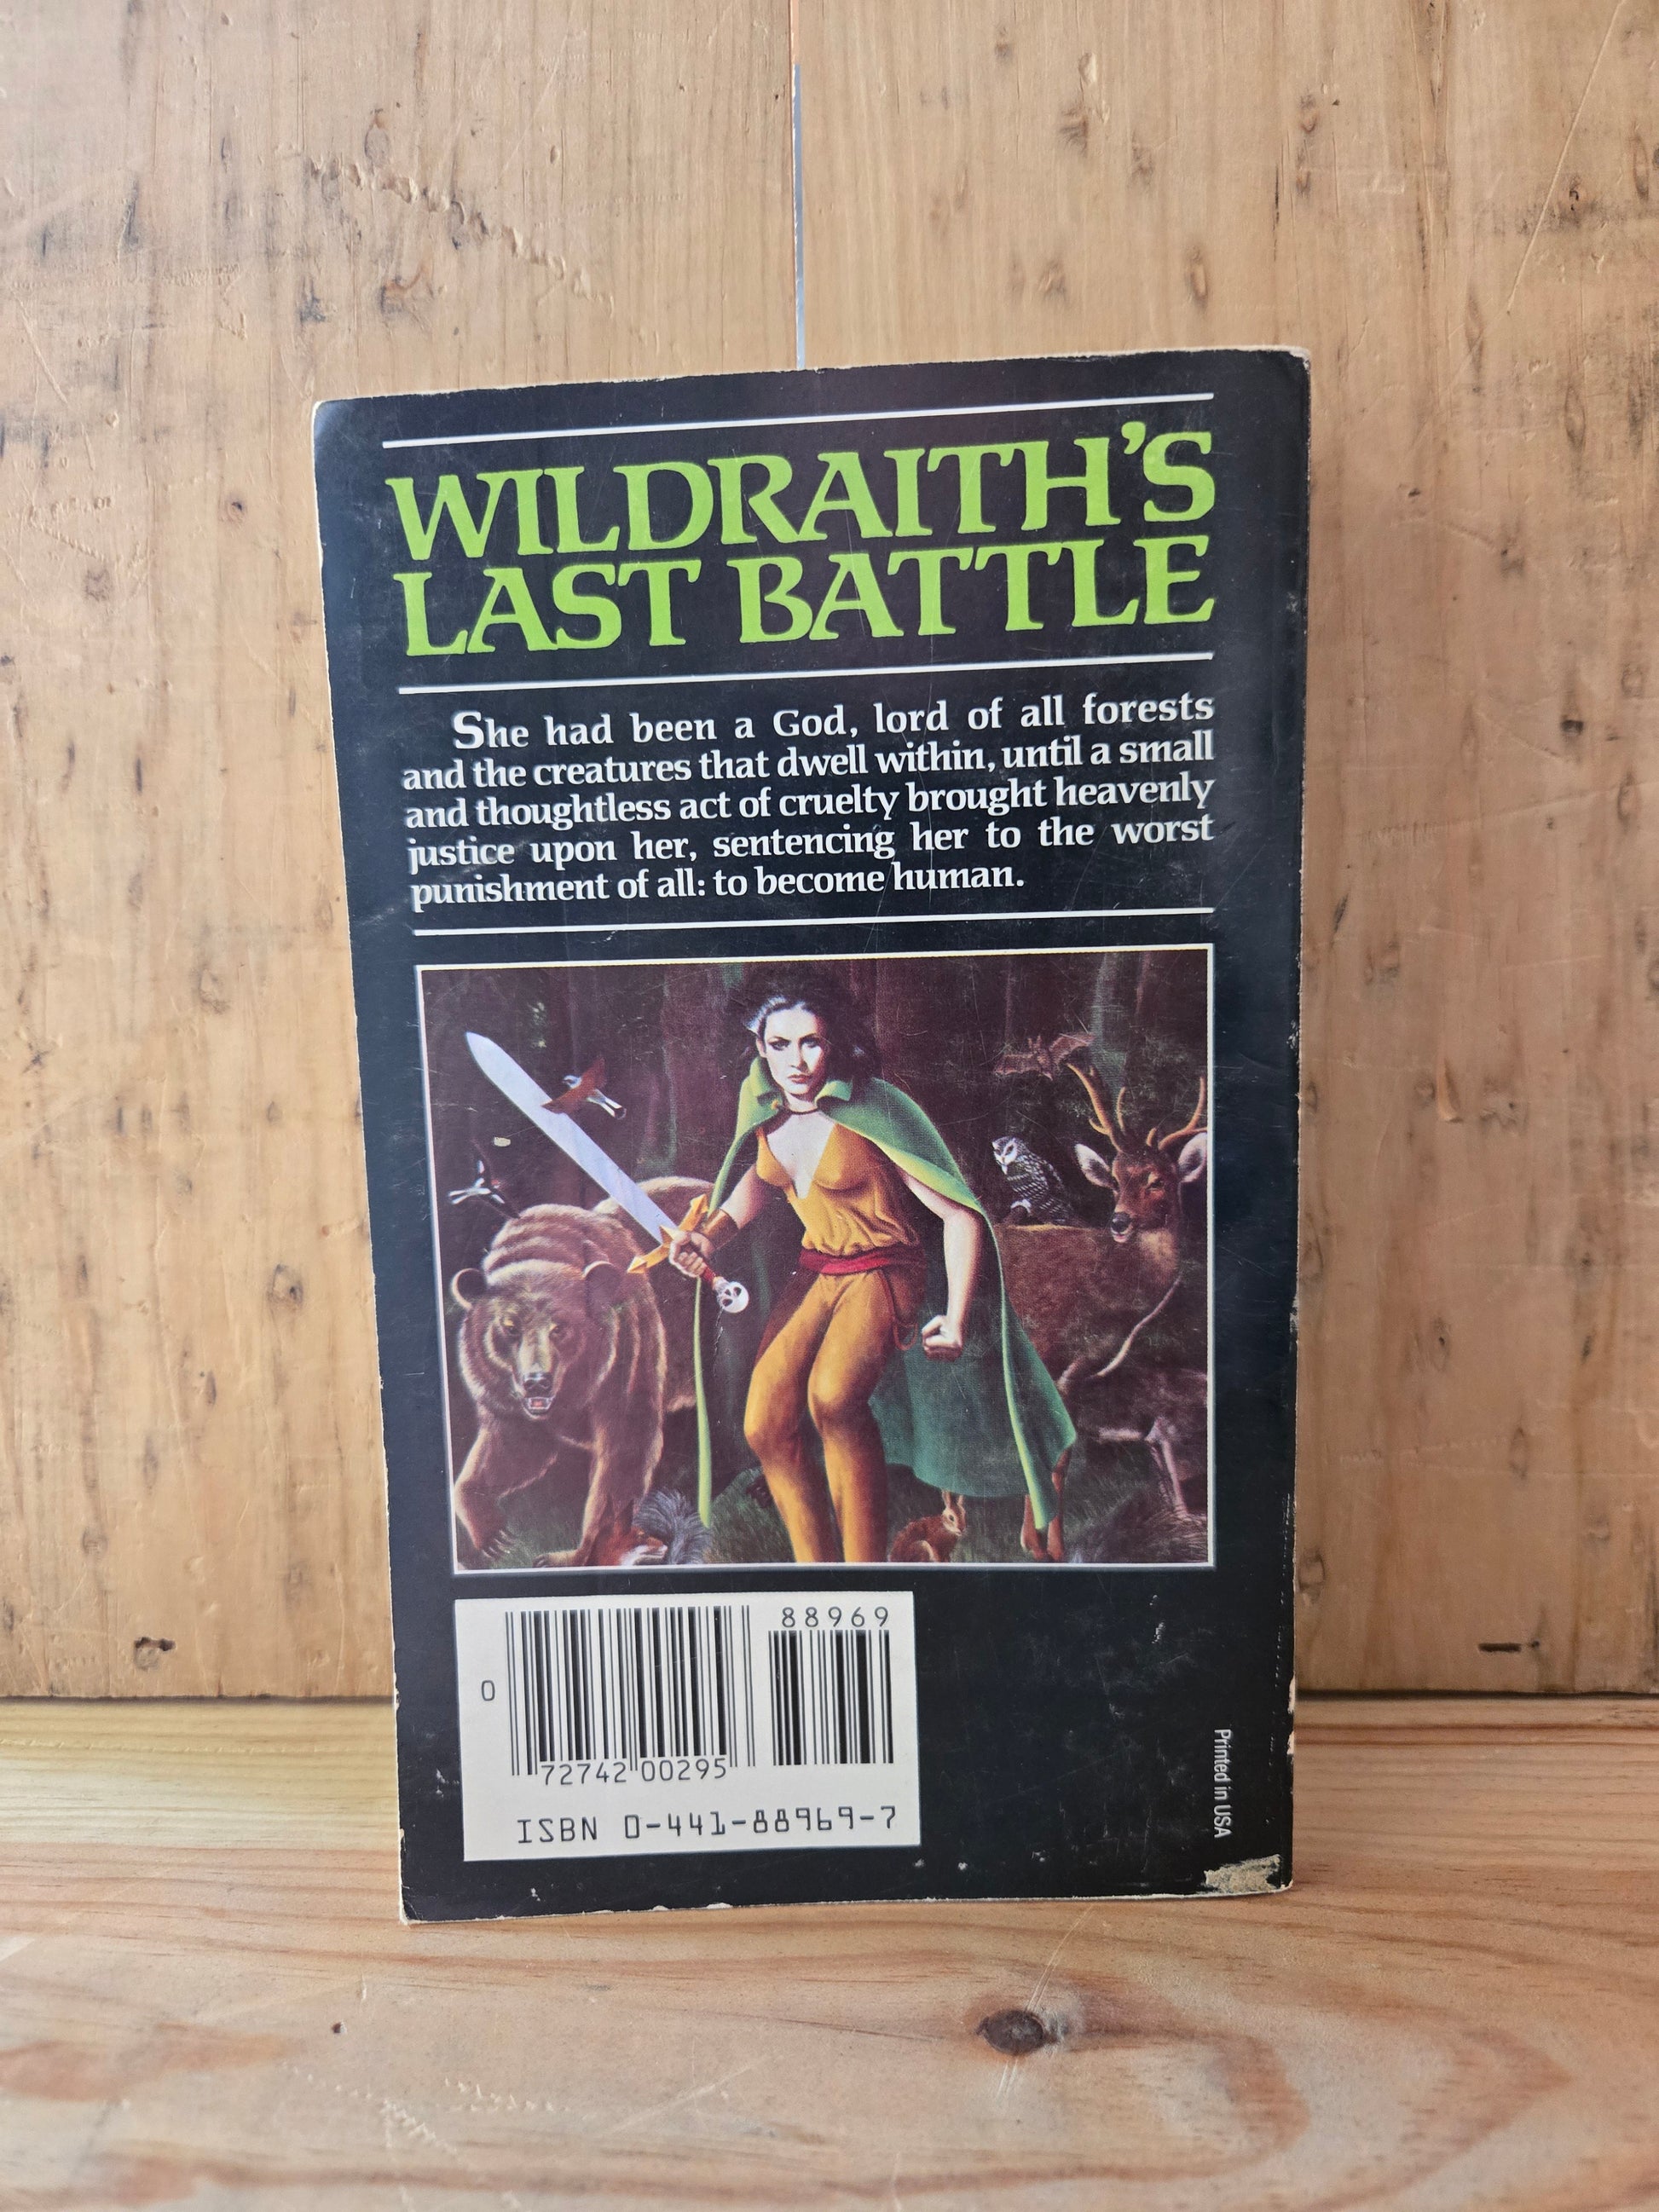 WILDRAITH'S
LAST BATTLE
She had been a God, lord of all forests
and the creatures that dwell within, until a small
and thoughtless act of cruelty brought heavenly
justice upon her, sentencing her to the worst
punishment of all: to become human.
88969
0
72742 00295
ISBN 0-441-88969-7
Printed in USA